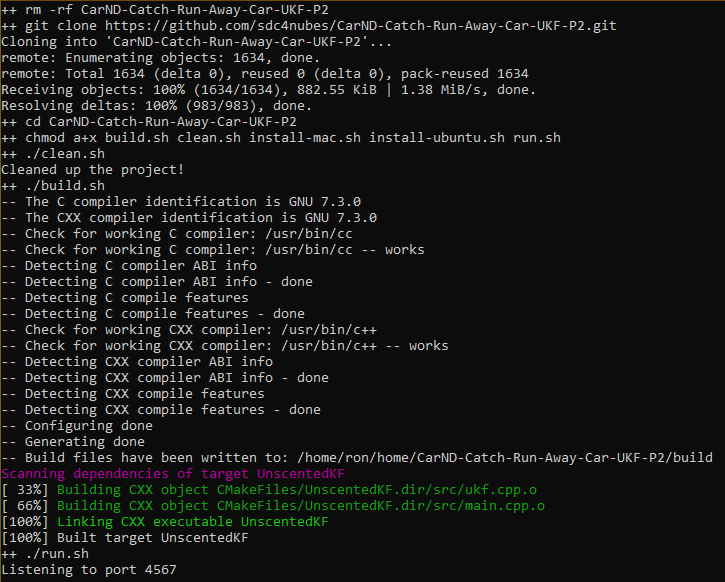 ++ rm -rf CarND-Catch-Run-Away-Car-UKF-P2
++ git clone https://github.com/sdc4nubes/CarND-Catch-Run-Away-Car-UKF-P2.git
Cloning into 'CarND-Catch-Run-Away-Car-UKF-P2'...
remote: Enumerating objects: 1634, done.
remote: Total 1634 (delta 0), reused 0 (delta 0), pack-reused 1634
Receiving objects: 100% (1634/1634), 882.55 KiB | 1.38 MiB/s, done.
Resolving deltas: 100% (983/983), done.
++ cd CarND-Catch-Run-Away-Car-UKF-P2
++ chmod a+x build.sh clean.sh install-mac.sh install-ubuntu.sh run.sh
++ ./clean.sh
Cleaned up the project!
++ ./build.sh
-- The C compiler identification is GNU 7.3.0
-- The CXX compiler identification is GNU 7.3.0
-- Check for working C compiler: /usr/bin/cc
-- Check for working C compiler: /usr/bin/cc -- works
-- Detecting C compiler ABI info
-- Detecting C compiler ABI info - done
-- Detecting C compile features
-- Detecting C compile features - done
-- Check for working CXX compiler: /usr/bin/c++
-- Check for working CXX compiler: /usr/bin/c++ -- works
-- Detecting CXX compiler ABI info
-- Detecting CXX compiler ABI info - done
-- Detecting CXX compile features
-- Detecting CXX compile features - done
-- Configuring done
-- Generating done
-- Build files have been written to: /home/ron/home/CarND-Catch-Run-Away-Car-UKF-P2/build
Scanning dependencies of target UnscentedKF
[ 33%] Building CXX object CMakeFiles/UnscentedKF.dir/src/ukf.cpp.o
[ 66%] Building CXX object CMakeFiles/UnscentedKF.dir/src/main.cpp.o
[100%] Linking CXX executable UnscentedKF
[100%] Built target UnscentedKF
++ ./run.sh
Listening to port 4567